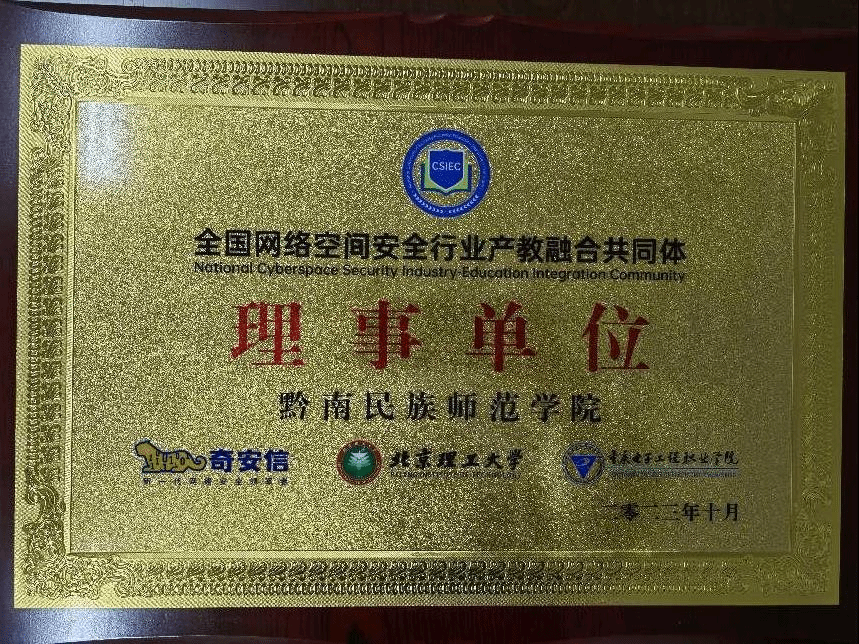 CSIEC
全国网络空间安全行业产教融合共同体
National Cyberspace Security Industry-Education Integration Community
理事单位
黔南民族师范学院
奇安信
北京理工大学
重庆电子工程职业学院
二零二三年十月